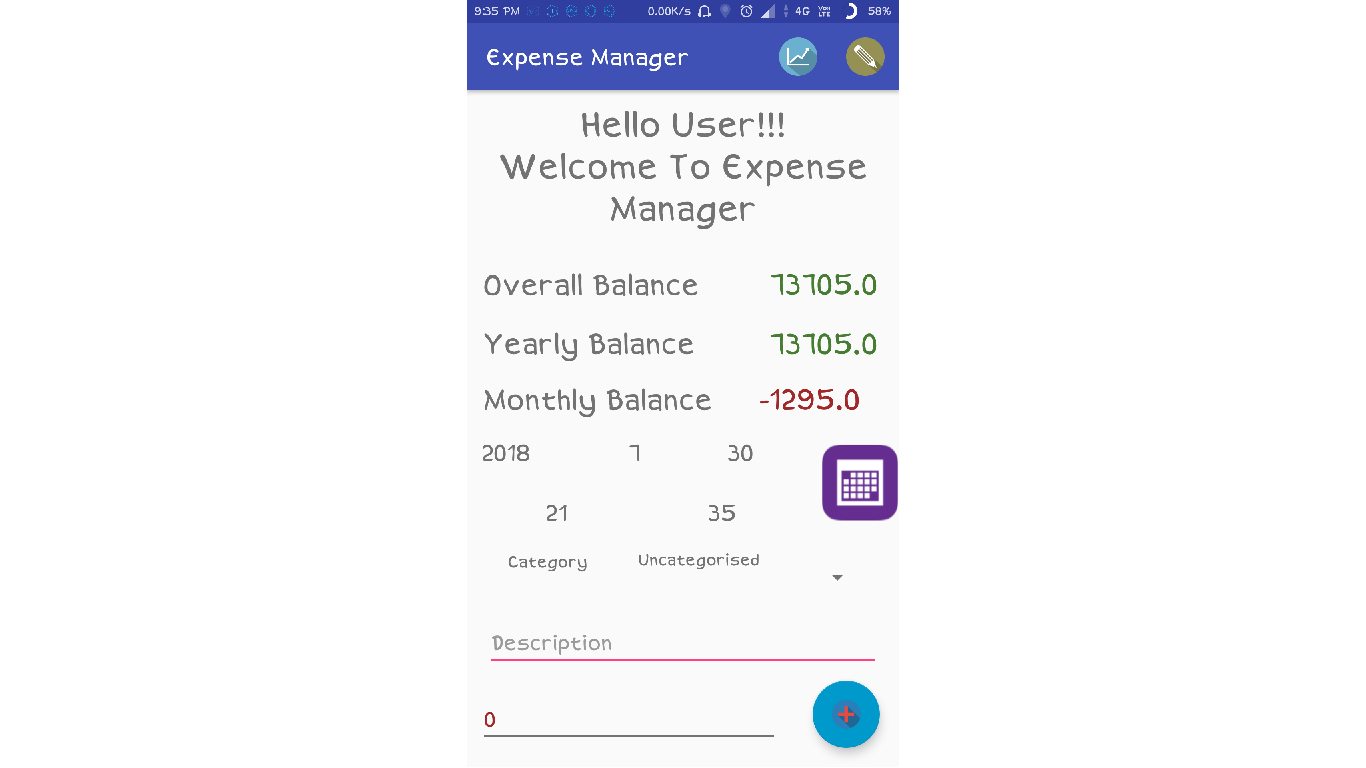 9:35 PM 0.00K/s 4G Vo LTE 58%
Expense Manager
Hello User!!!
Welcome To Expense
Manager
Overall Balance 73705.0
Yearly Balance 73705.0
Monthly Balance -1295.0
2018 7 30
21 35
Category Uncategorised
Description
0